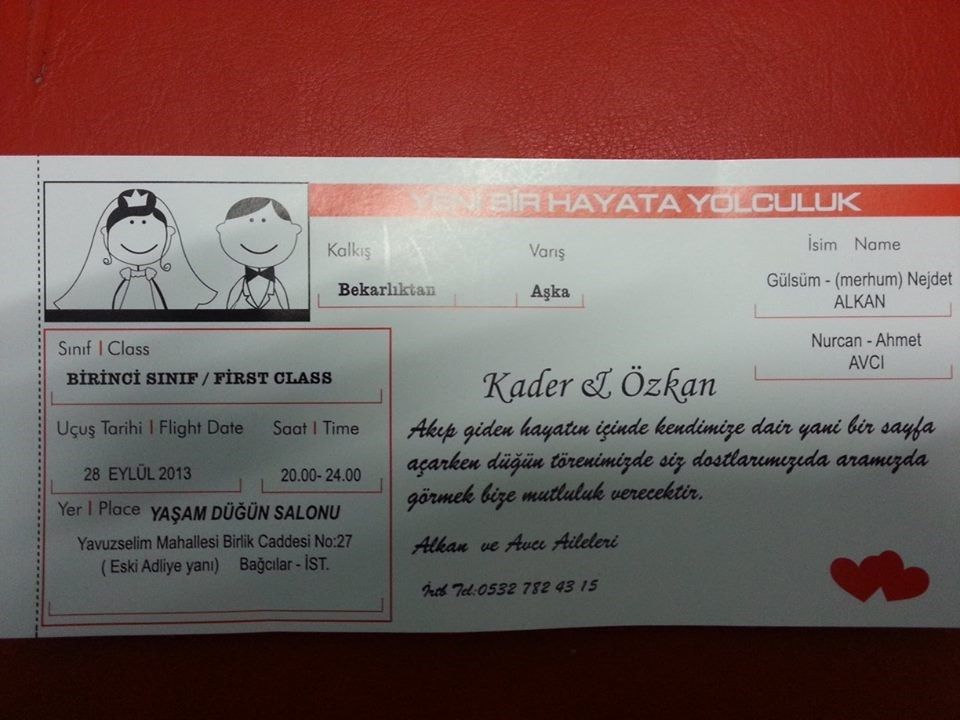 YENİ BİR HAYATA YOLCULUK
Kalkış
Varış
Bekarlıktan
Aşka
İsim Name
Gülsüm - (merhum) Nejdet
ALKAN
Nurcan - Ahmet
AVCI
Sınıf | Class
BİRİNCİ SINIF / FİRST CLASS
Uçuş Tarihi | Flight Date
Saat | Time
28 EYLÜL 2013
20.00- 24.00
Yer | Place YAŞAM DÜĞÜN SALONU
Yavuzselim Mahallesi Birlik Caddesi No:27
( Eski Adliye yanı) Bağcılar - İST.
Kader & Özkan
Akıp giden hayatın içinde kendimize dair yani bir sayfa
açarken düğün törenimizde siz dostlarımızıda aramızda
görmek bize mutluluk verecektir.
Alkan ve Avcı Aileleri
İrtb Tel:0532 782 43 15